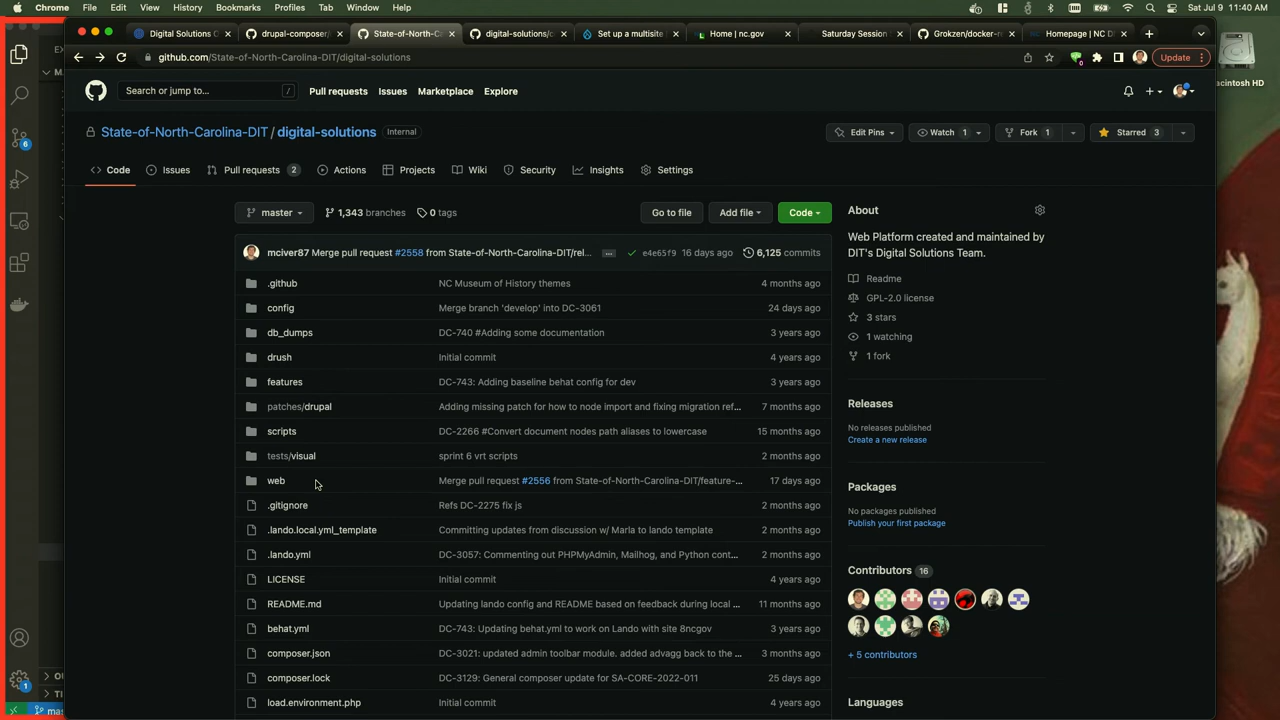 Chrome File Edit View History Bookmarks Profiles Tab Window Help
Sat Jul 9 11:40 AM
Digital Solutions C
drupal-composer/
State-of-North-Ca
digital-solutions/c
Set up a multisite
Home | nc.gov
Saturday Session
Grokzen/docker-re
Homepage | NC D
github.com/State-of-North-Carolina-DIT/digital-solutions
0
Update
Search or jump to...
/
Pull requests Issues Marketplace Explore
State-of-North-Carolina-DIT / digital-solutions Internal
Edit Pins Watch 1 Fork 1 Starred 3
Code Issues Pull requests 2 Actions Projects Wiki Security Insights Settings
master 1,343 branches 0 tags Go to file Add file Code
About
Web Platform created and maintained by
DIT's Digital Solutions Team.
Readme
GPL-2.0 license
3 stars
1 watching
1 fork
Releases
No releases published
Create a new release
Packages
No packages published
Publish your first package
Contributors 16
+ 5 contributors
Languages
mciver87 Merge pull request #2558 from State-of-North-Carolina-DIT/rel... ... e4e65f9 16 days ago 6,125 commits
.github NC Museum of History themes 4 months ago
config Merge branch 'develop' into DC-3061 24 days ago
db_dumps DC-740 #Adding some documentation 3 years ago
drush Initial commit 4 years ago
features DC-743: Adding baseline behat config for dev 3 years ago
patches/drupal Adding missing patch for how to node import and fixing migration ref... 7 months ago
scripts DC-2266 #Convert document nodes path aliases to lowercase 15 months ago
tests/visual sprint 6 vrt scripts 2 months ago
web Merge pull request #2556 from State-of-North-Carolina-DIT/feature-... 17 days ago
.gitignore Refs DC-2275 fix js 2 months ago
.lando.local.yml_template Committing updates from discussion w/ Marla to lando template 2 months ago
.lando.yml DC-3057: Commenting out PHPMyAdmin, Mailhog, and Python cont... 2 months ago
LICENSE Initial commit 4 years ago
README.md Updating lando config and README based on feedback during local ... 11 months ago
behat.yml DC-743: Updating behat.yml to work on Lando with site 8ncgov 3 years ago
composer.json DC-3021: updated admin toolbar module. added advagg back to the ... 3 months ago
composer.lock DC-3129: General composer update for SA-CORE-2022-011 25 days ago
load.environment.php Initial commit 4 years ago
6
1
EX
M
OU
TI
mas
acintosh HD